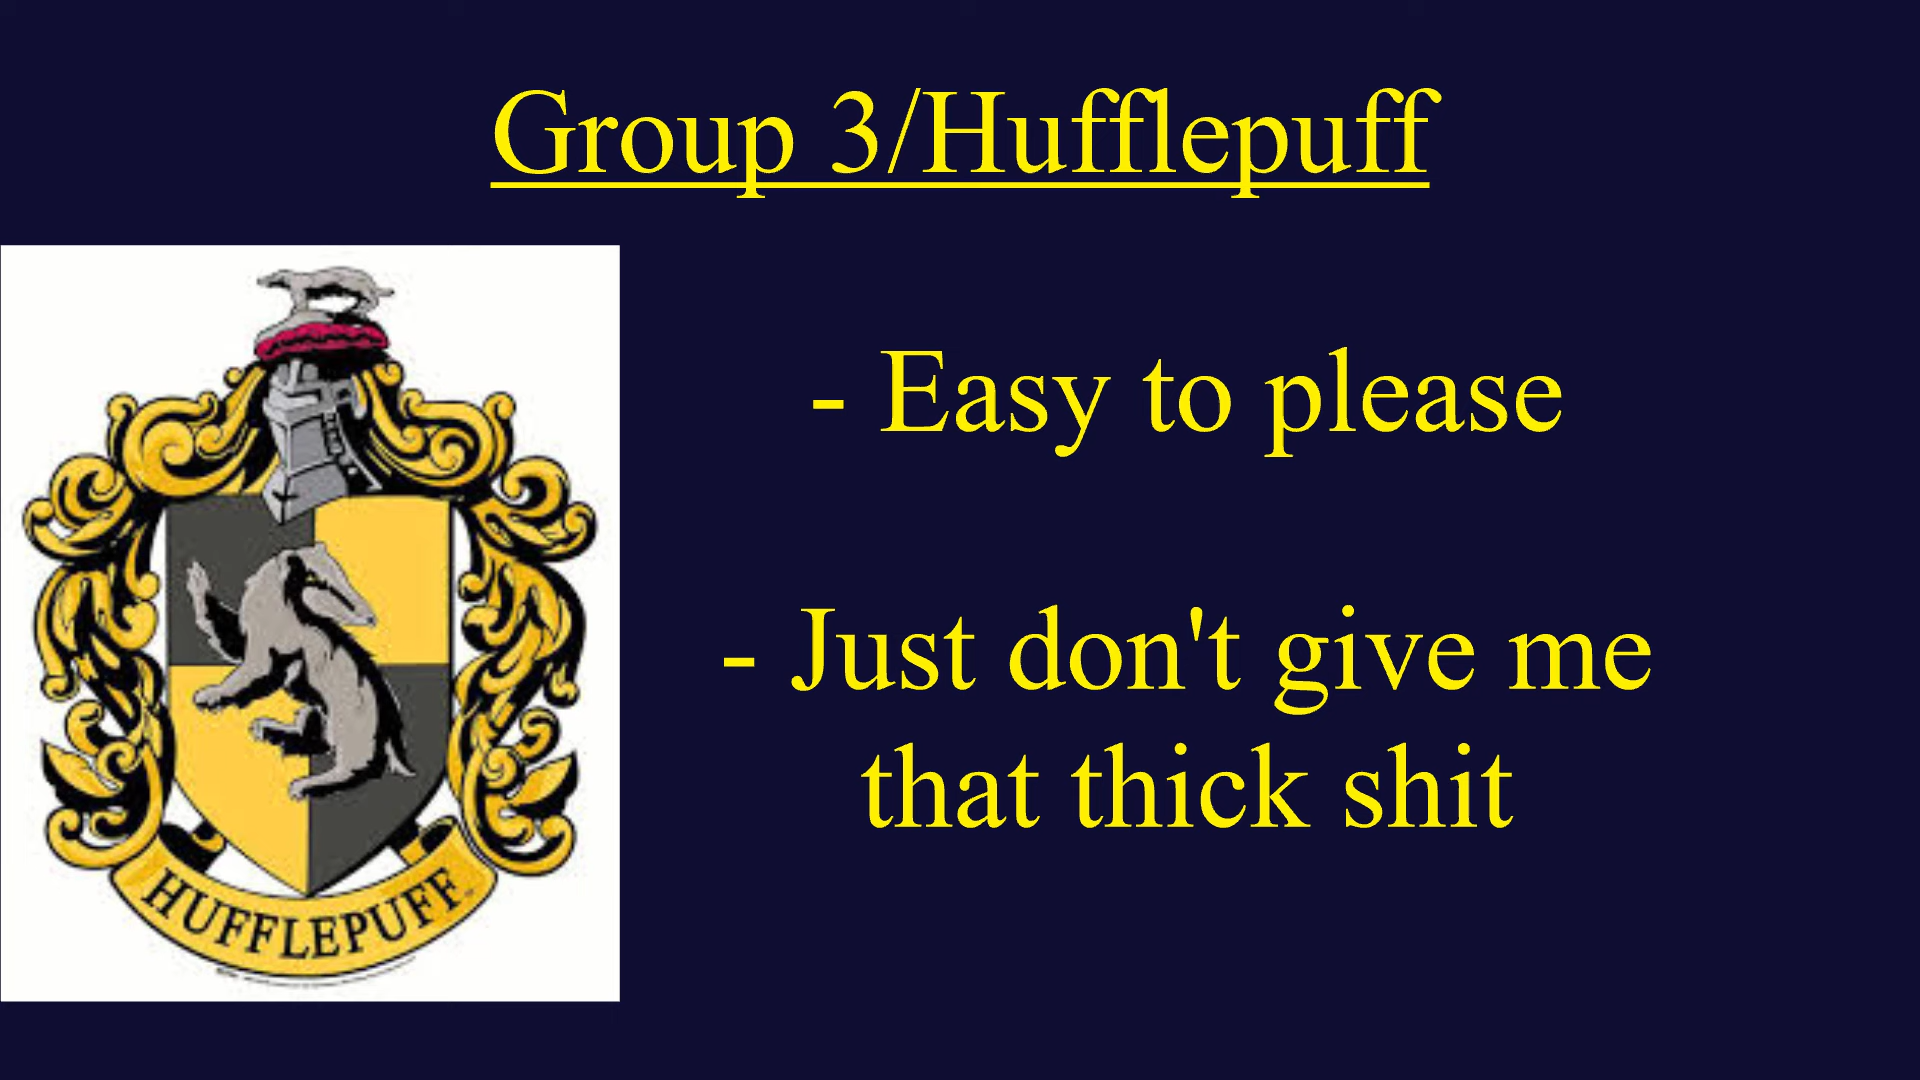 Group 3/Hufflepuff
- Easy to please
- Just don't give me
that thick shit
HUFFLEPUFF